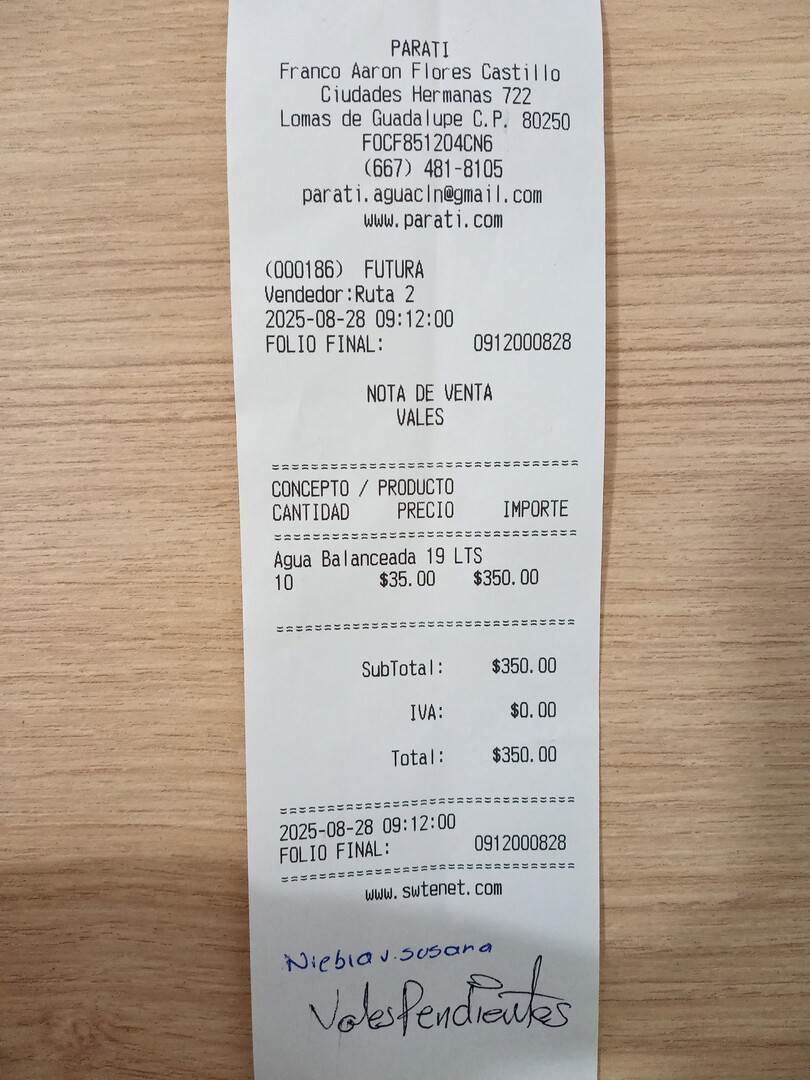 PARATI
Franco Aaron Flores Castillo
Ciudades Hermanas 722
Lomas de Guadalupe C.P. 80250
FOCF851204CN6
(667) 481-8105
parati.aguacln@gmail.com
www.parati.com
(000186) FUTURA
Vendedor:Ruta 2
2025-08-28 09:12:00
FOLIO FINAL: 0912000828
NOTA DE VENTA
VALES
================================
CONCEPTO / PRODUCTO
CANTIDAD PRECIO IMPORTE
================================
Agua Balanceada 19 LTS
10 $35.00 $350.00
================================
SubTotal: $350.00
IVA: $0.00
Total: $350.00
================================
2025-08-28 09:12:00
FOLIO FINAL: 0912000828
================================
www.swtenet.com
Niebla v. susana
Vales Pendientes